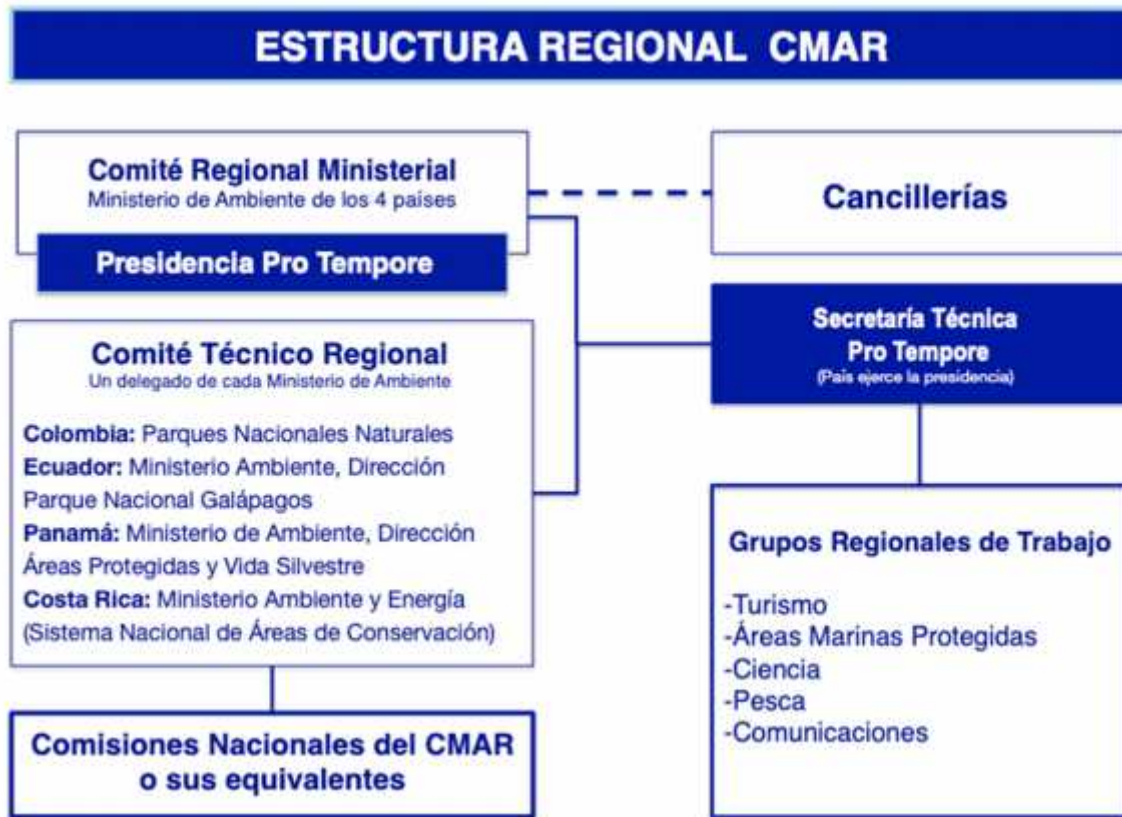 ESTRUCTURA REGIONAL CMAR
Comité Regional Ministerial
Ministerio de Ambiente de los 4 países
Presidencia Pro Tempore
Cancillerías
Secretaría Técnica
Pro Tempore
(País ejerce la presidencia)
Comité Técnico Regional
Un delegado de cada Ministerio de Ambiente
Colombia: Parques Nacionales Naturales
Ecuador: Ministerio Ambiente, Dirección
Parque Nacional Galápagos
Panamá: Ministerio de Ambiente, Dirección
Áreas Protegidas y Vida Silvestre
Costa Rica: Ministerio Ambiente y Energía
(Sistema Nacional de Áreas de Conservación)
Grupos Regionales de Trabajo
-Turismo
-Áreas Marinas Protegidas
-Ciencia
-Pesca
-Comunicaciones
Comisiones Nacionales del CMAR
o sus equivalentes